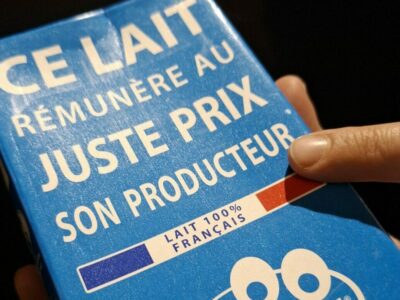 CE LAIT
RÉMUNÈRE AU
JUSTE PRIX
SON PRODUCTEUR
LAIT 100%
FRANÇAIS